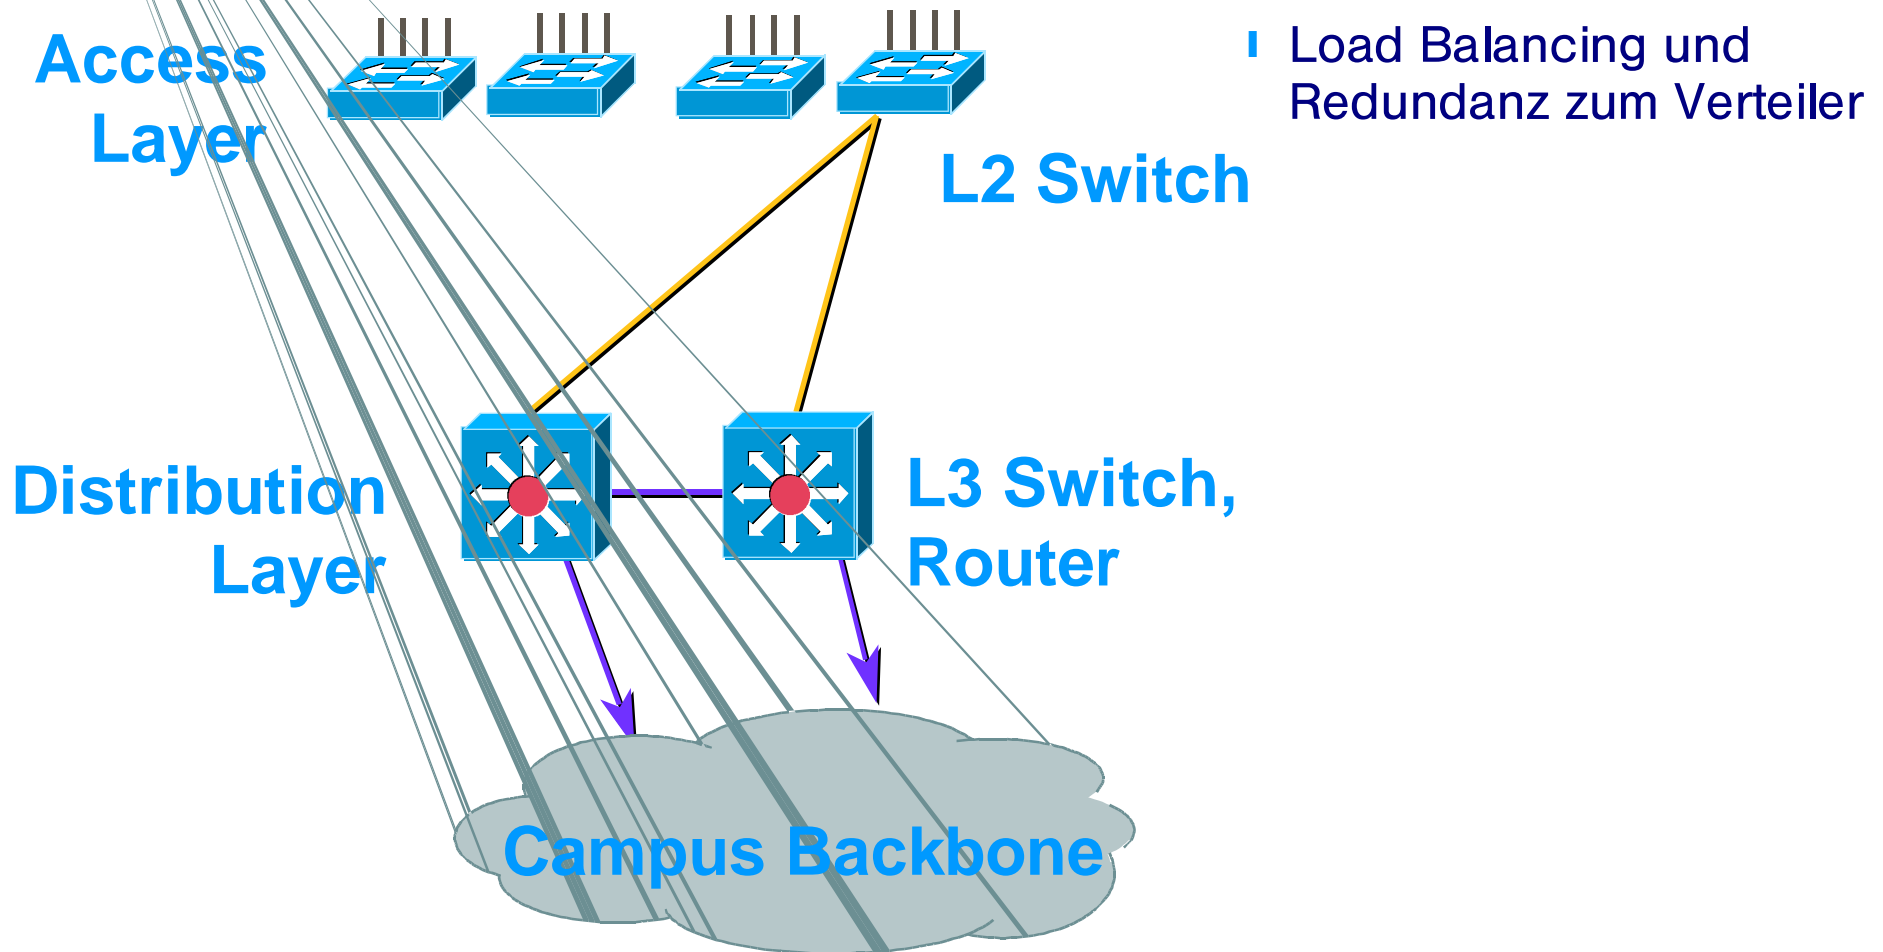 Access
Layer
Load Balancing und
Redundanz zum Verteiler
L2 Switch
Distribution
Layer
L3 Switch,
Router
Campus Backbone